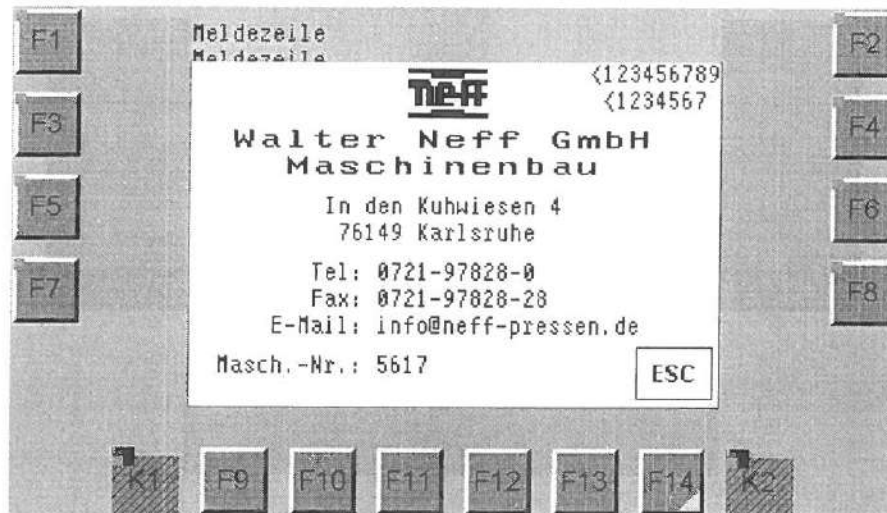 F1
Meldezeile
F2
Meldezeile
neff
<123456789
<1234567
F3
F4
Walter Neff GmbH
Maschinenbau
F5
In den Kuhwiesen 4
F6
76149 Karlsruhe
F7
Tel: 0721-97828-0
F8
Fax: 0721-97828-28
E-Mail: info@neff-pressen.de
Masch.-Nr.: 5617
ESC
K1
F9
F10
F11
F12
F13
F14
K2